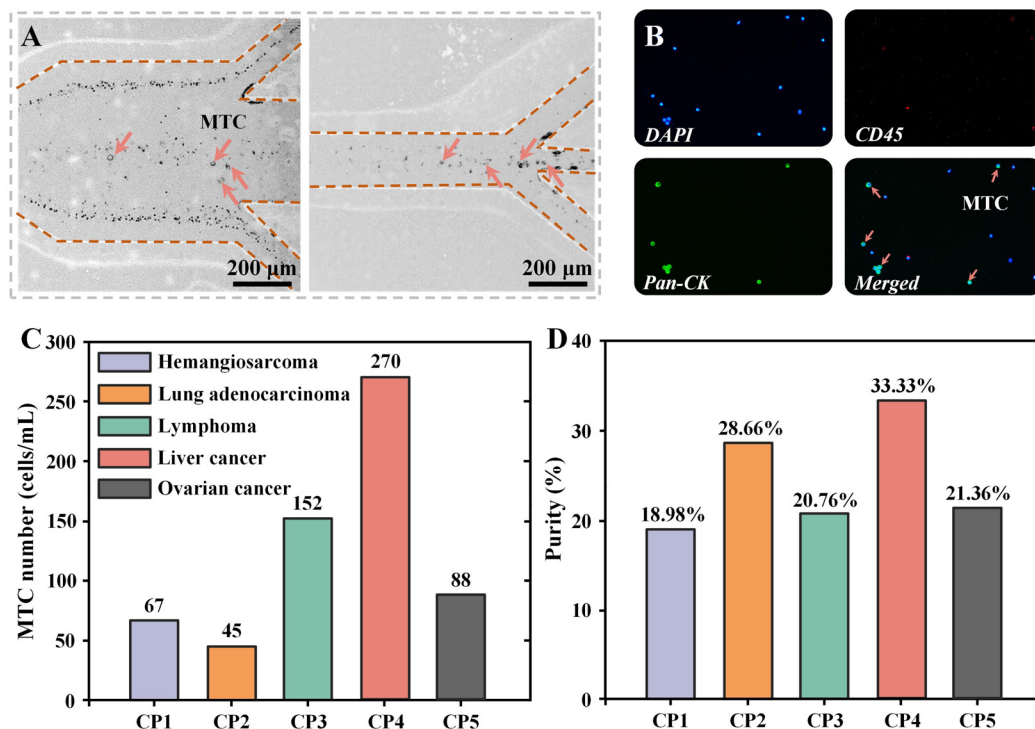 A
MTC
200 μm
200 μm
B
DAPI
CD45
Pan-CK
MTC
Merged
C
MTC number (cells/mL)
300
250
200
150
100
50
0
Hemangiosarcoma
Lung adenocarcinoma
Lymphoma
Liver cancer
Ovarian cancer
67
45
152
270
88
CP1 CP2 CP3 CP4 CP5
D
Purity (%)
40
30
20
10
0
18.98%
28.66%
20.76%
33.33%
21.36%
CP1 CP2 CP3 CP4 CP5